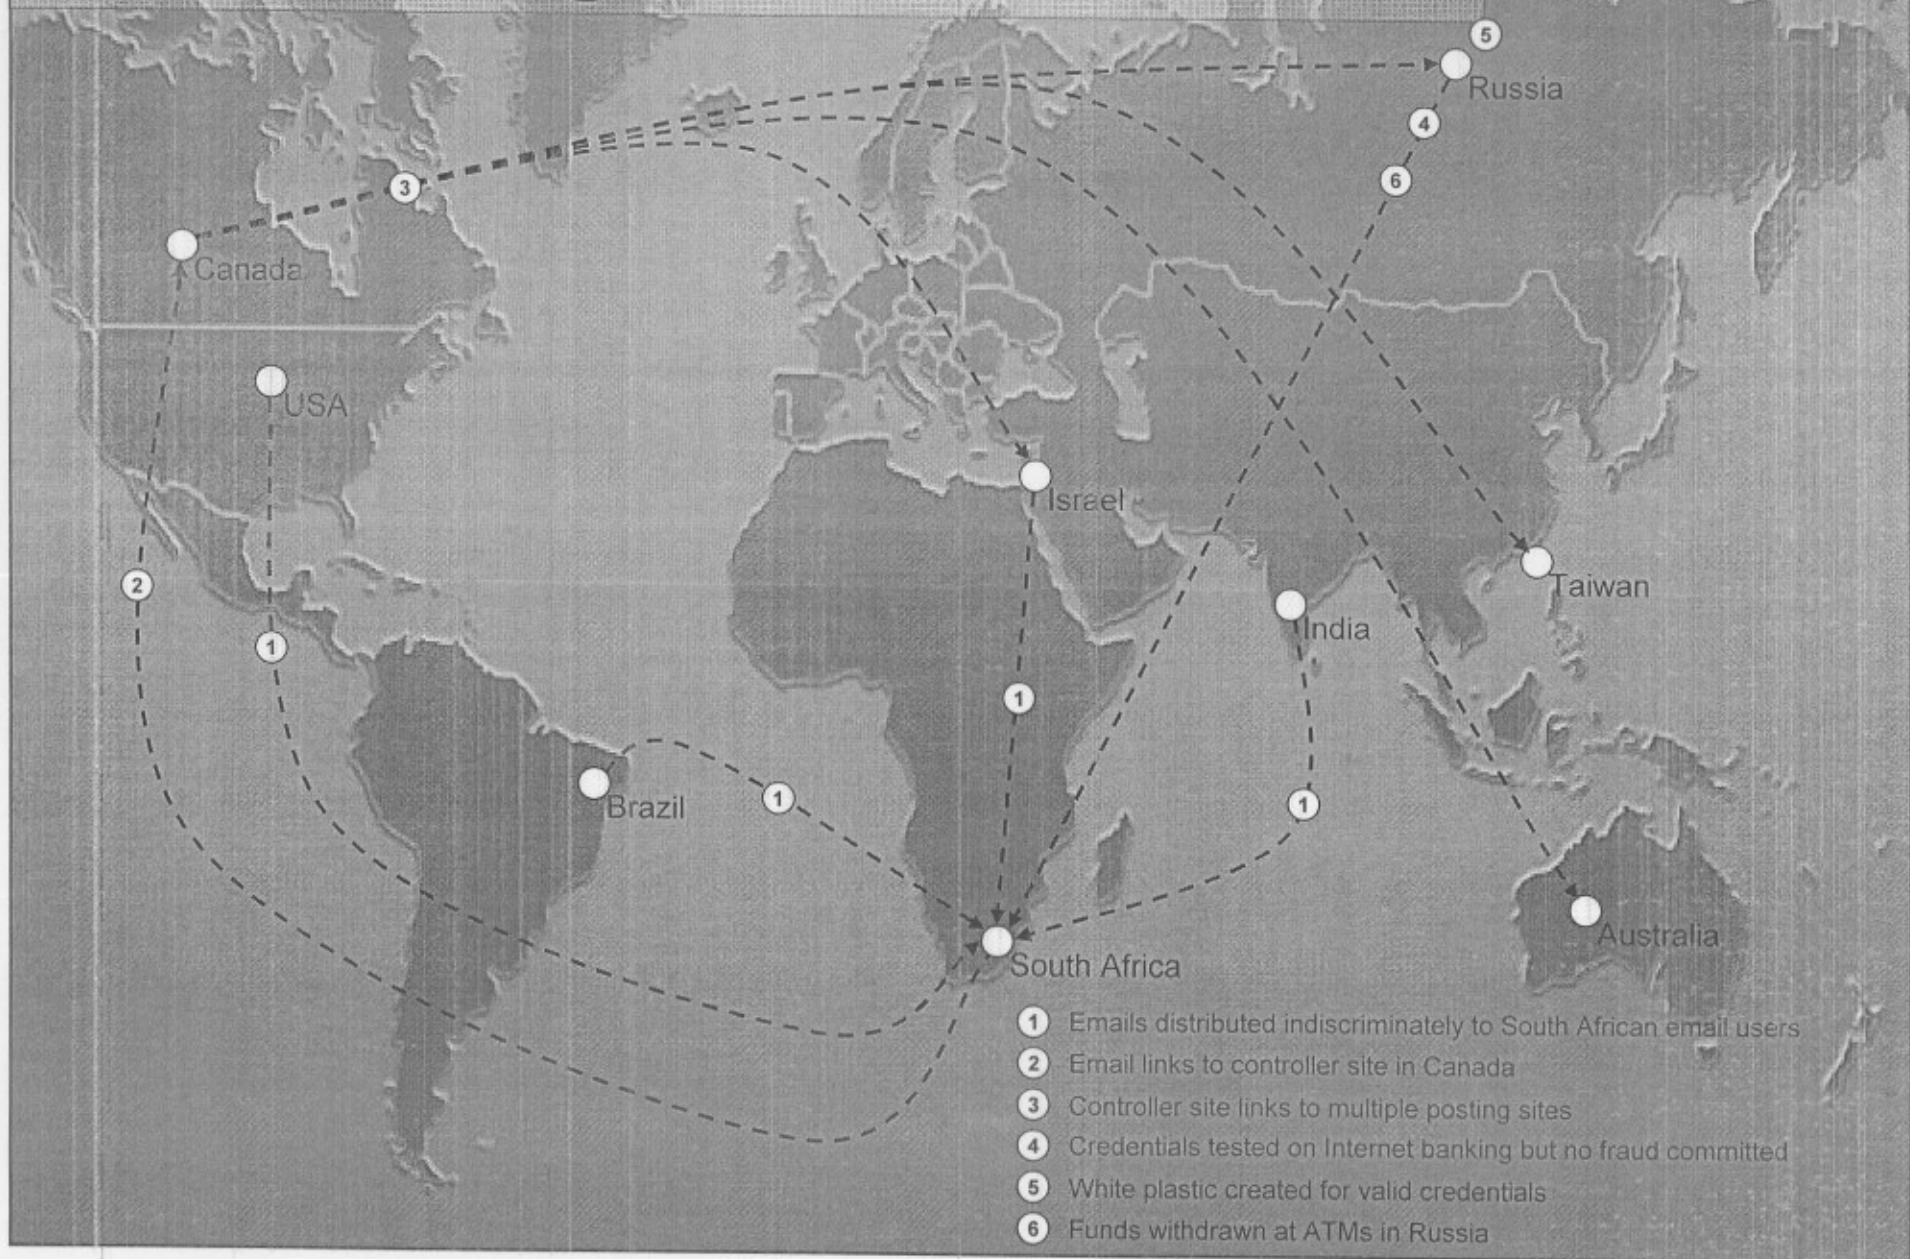 5
Russia
4
3
6
Canada
USA
Israel
2
Taiwan
India
1
1
Brazil
1
1
Australia
South Africa
1 Emails distributed indiscriminately to South African email users
2 Email links to controller site in Canada
3 Controller site links to multiple posting sites
4 Credentials tested on Internet banking but no fraud committed
5 White plastic created for valid credentials
6 Funds withdrawn at ATMs in Russia